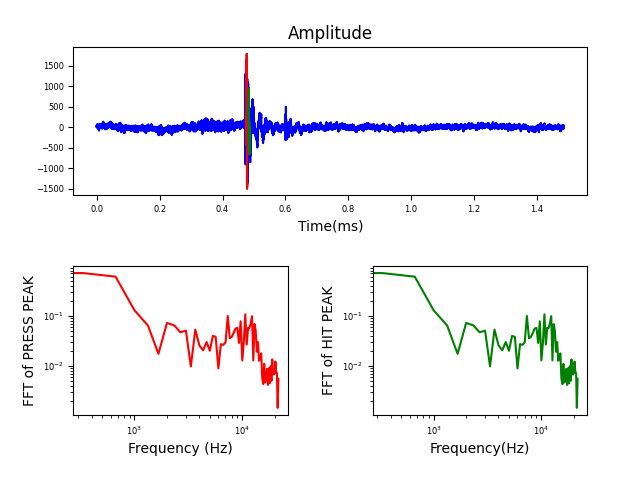 Amplitude
1500
1000
500
0
−500
−1000
−1500
0.0 0.2 0.4 0.6 0.8 1.0 1.2 1.4
Time(ms)
FFT of PRESS PEAK
10⁻¹
10⁻²
10³ 10⁴
Frequency (Hz)
FFT of HIT PEAK
10⁻¹
10⁻²
10³ 10⁴
Frequency(Hz)